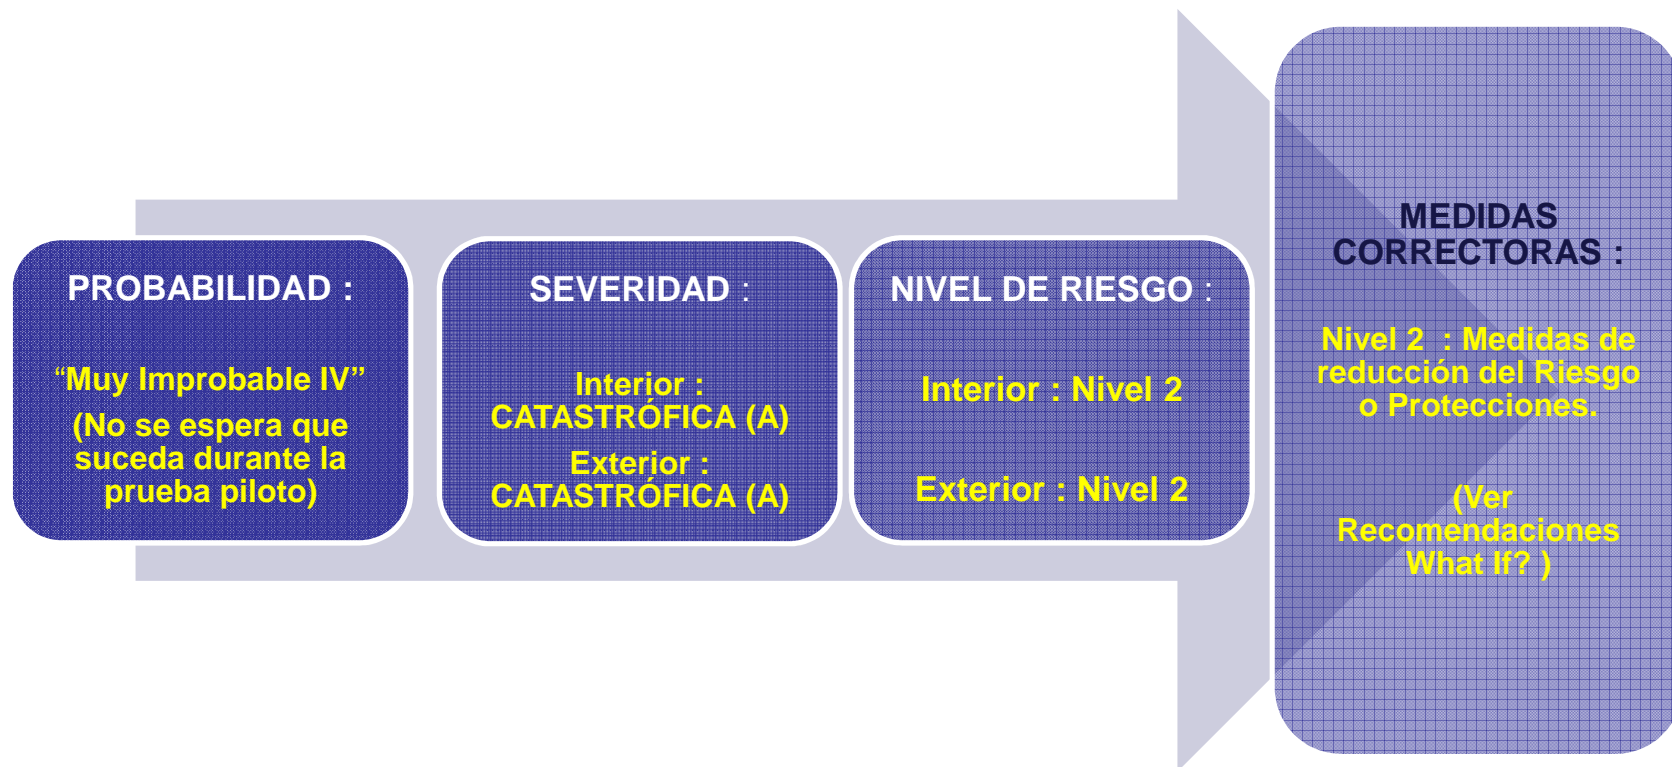 PROBABILIDAD :
“Muy Improbable IV”
(No se espera que
suceda durante la
prueba piloto)
SEVERIDAD :
Interior :
CATASTRÓFICA (A)
Exterior :
CATASTRÓFICA (A)
NIVEL DE RIESGO :
Interior : Nivel 2
Exterior : Nivel 2
MEDIDAS
CORRECTORAS :
Nivel 2 : Medidas de
reducción del Riesgo
o Protecciones.
(Ver
Recomendaciones
What If? )